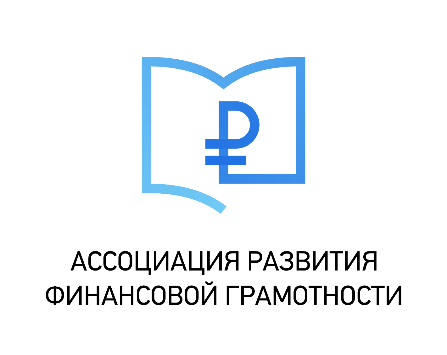 ₽
АССОЦИАЦИЯ РАЗВИТИЯ
ФИНАНСОВОЙ ГРАМОТНОСТИ